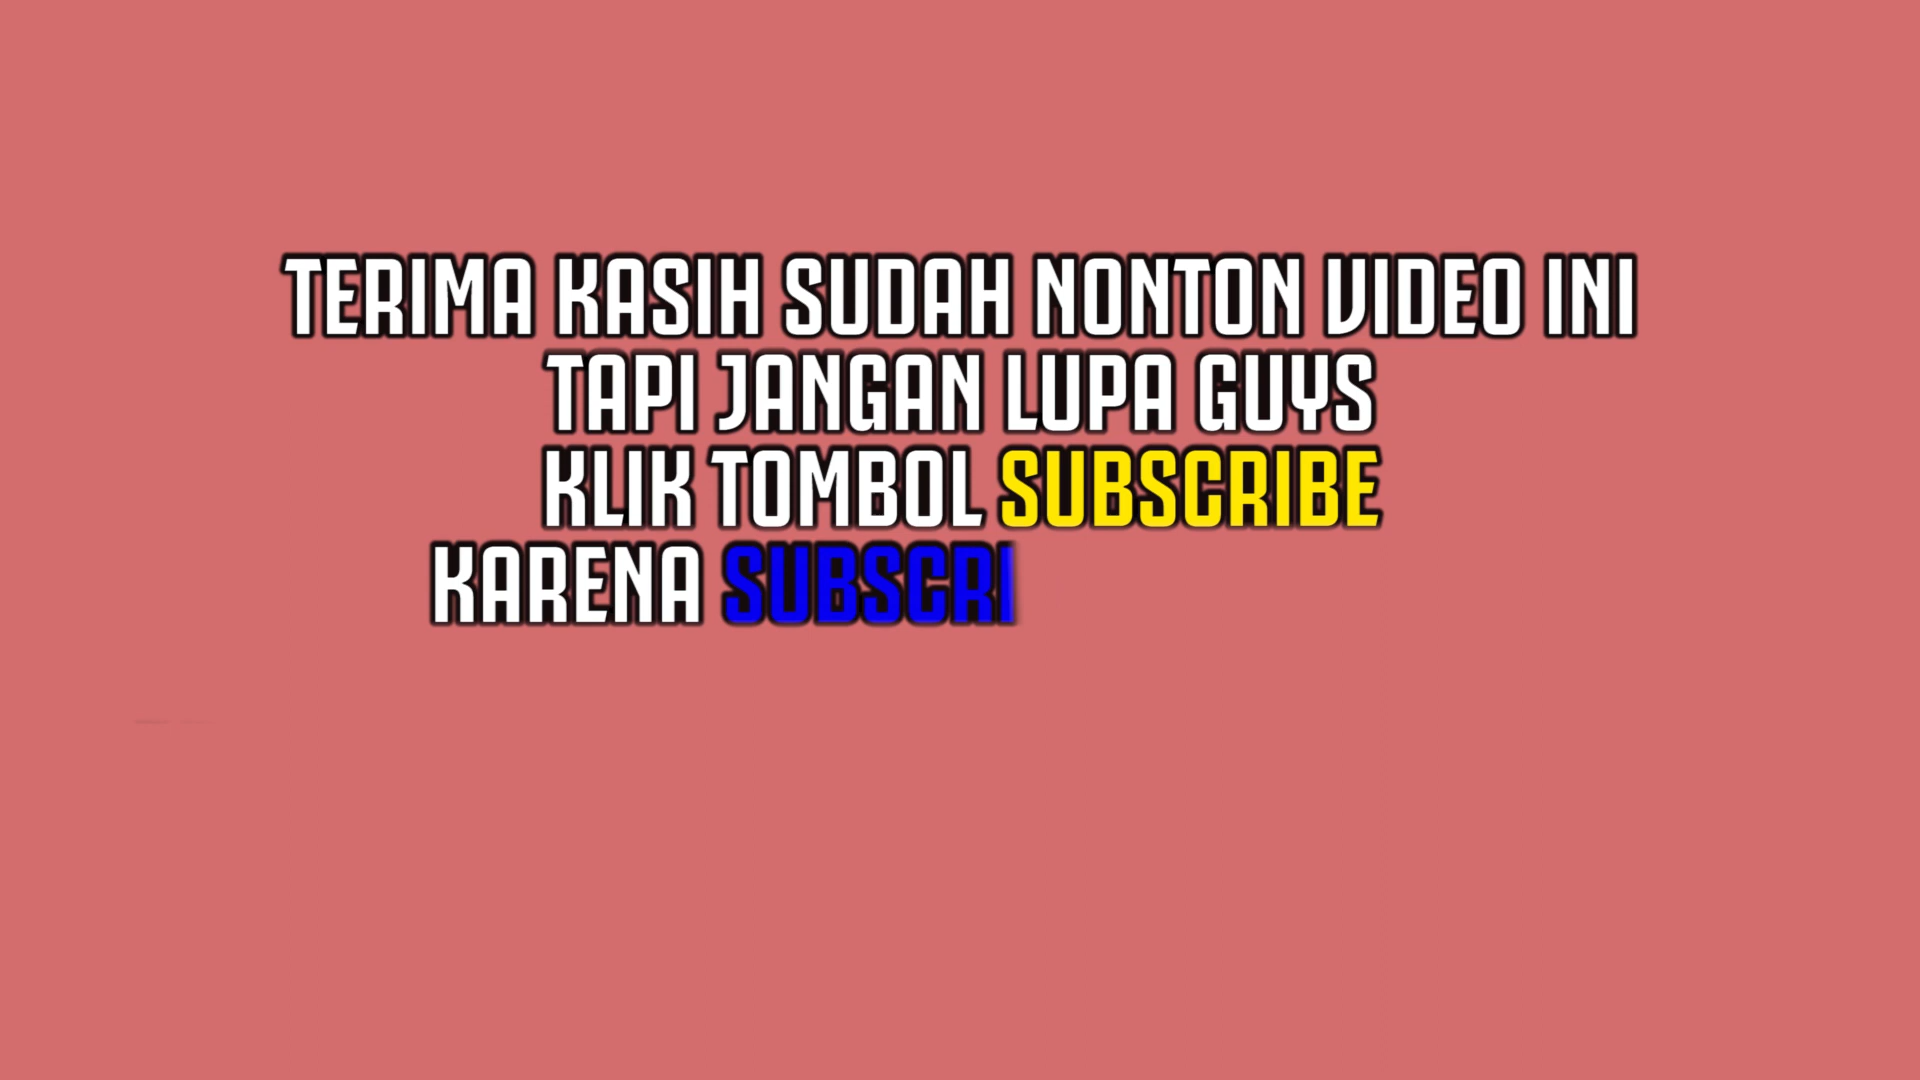 TERIMA KASIH SUDAH NONTON VIDEO INI
TAPI JANGAN LUPA GUYS
KLIK TOMBOL SUBSCRIBE
KARENA SUBSCRI